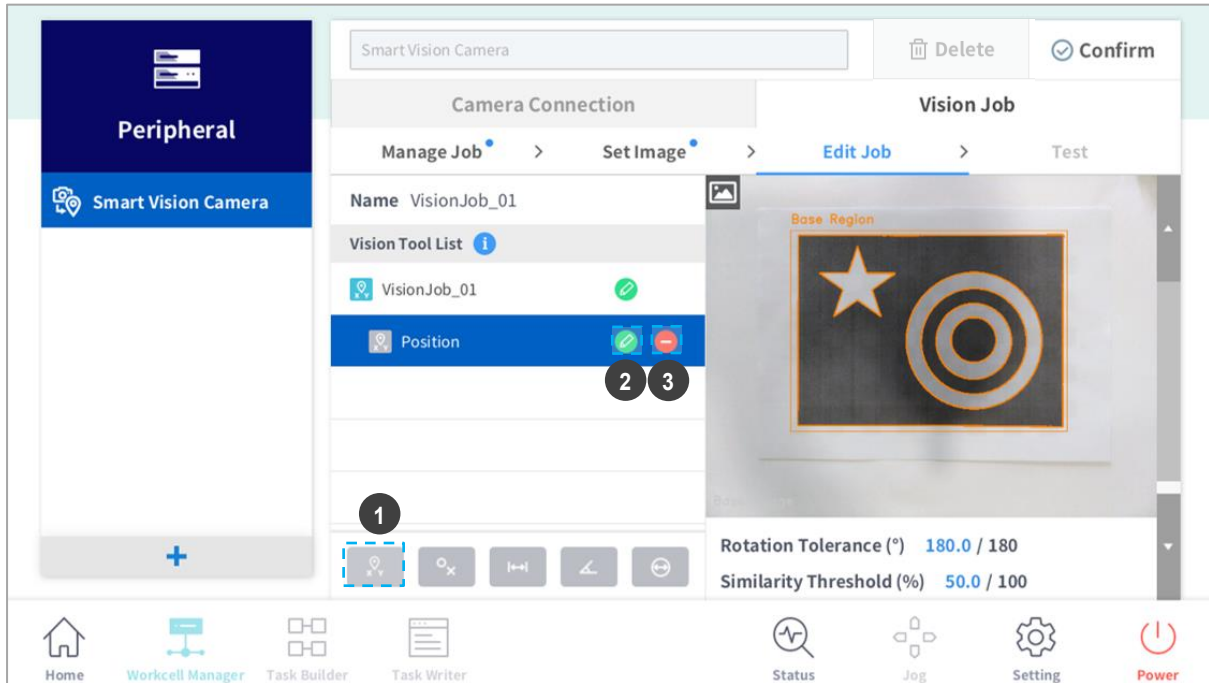 Peripheral
Smart Vision Camera
+
Smart Vision Camera
Delete
Confirm
Camera Connection
Vision Job
Manage Job
>
Set Image
>
Edit Job
>
Test
Name VisionJob_01
Vision Tool List i
VisionJob_01
Position
2
3
1
X Y
Base Region
Rotation Tolerance (°) 180.0 / 180
Similarity Threshold (%) 50.0 / 100
Home
Workcell Manager
Task Builder
Task Writer
Status
Jog
Setting
Power